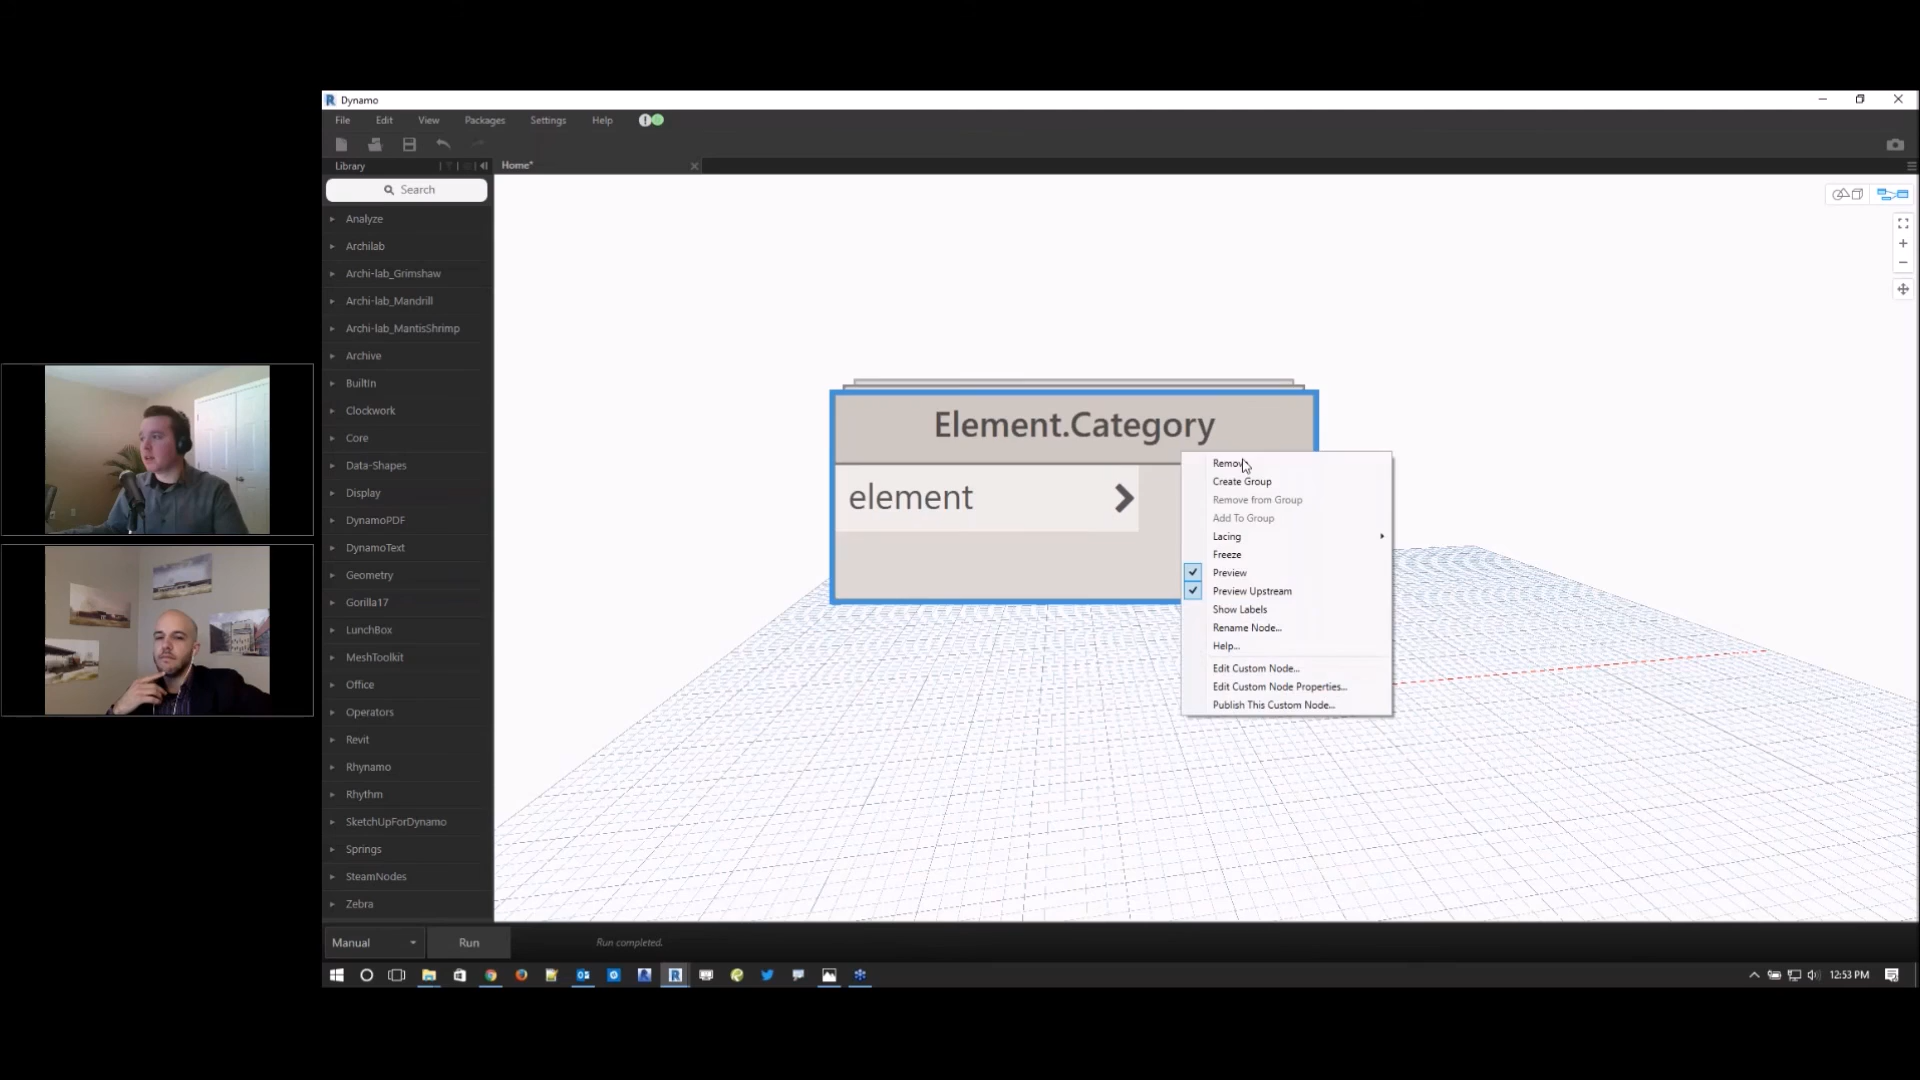 Dynamo
File Edit View Packages Settings Help
Library
Home*
Search
Analyze
Archilab
Archi-lab_Grimshaw
Archi-lab_Mandrill
Archi-lab_MantisShrimp
Archive
BuiltIn
Clockwork
Core
Data-Shapes
Display
DynamoPDF
DynamoText
Geometry
Gorilla17
LunchBox
MeshToolkit
Office
Operators
Revit
Rhynamo
Rhythm
SketchUpForDynamo
Springs
SteamNodes
Zebra
Element.Category
element
Remove
Create Group
Remove from Group
Add To Group
Lacing
Freeze
Preview
Preview Upstream
Show Labels
Rename Node...
Help...
Edit Custom Node...
Edit Custom Node Properties...
Publish This Custom Node...
Manual
Run
Run completed.
12:53 PM